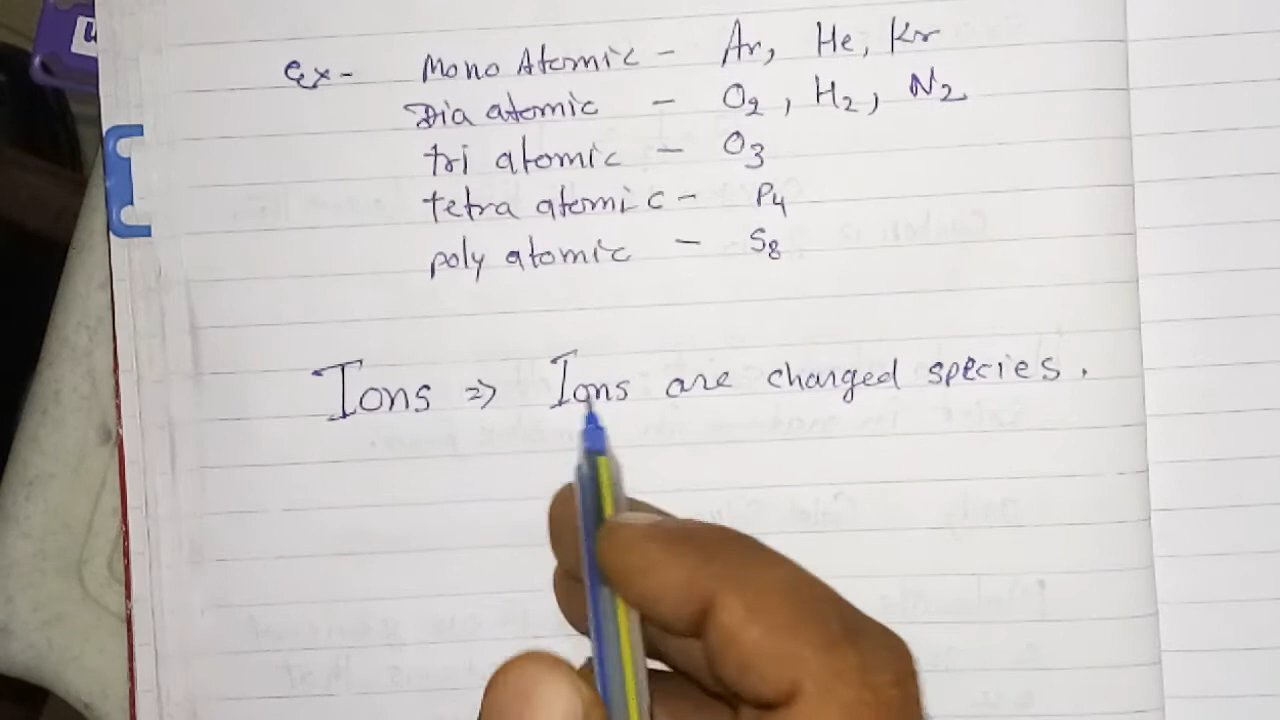 Ex- Mono Atomic - Ar, He, Kr
Dia atomic - O2, H2, N2
tri atomic - O3
tetra atomic - P4
poly atomic - S8
Ions => Ions are charged species.